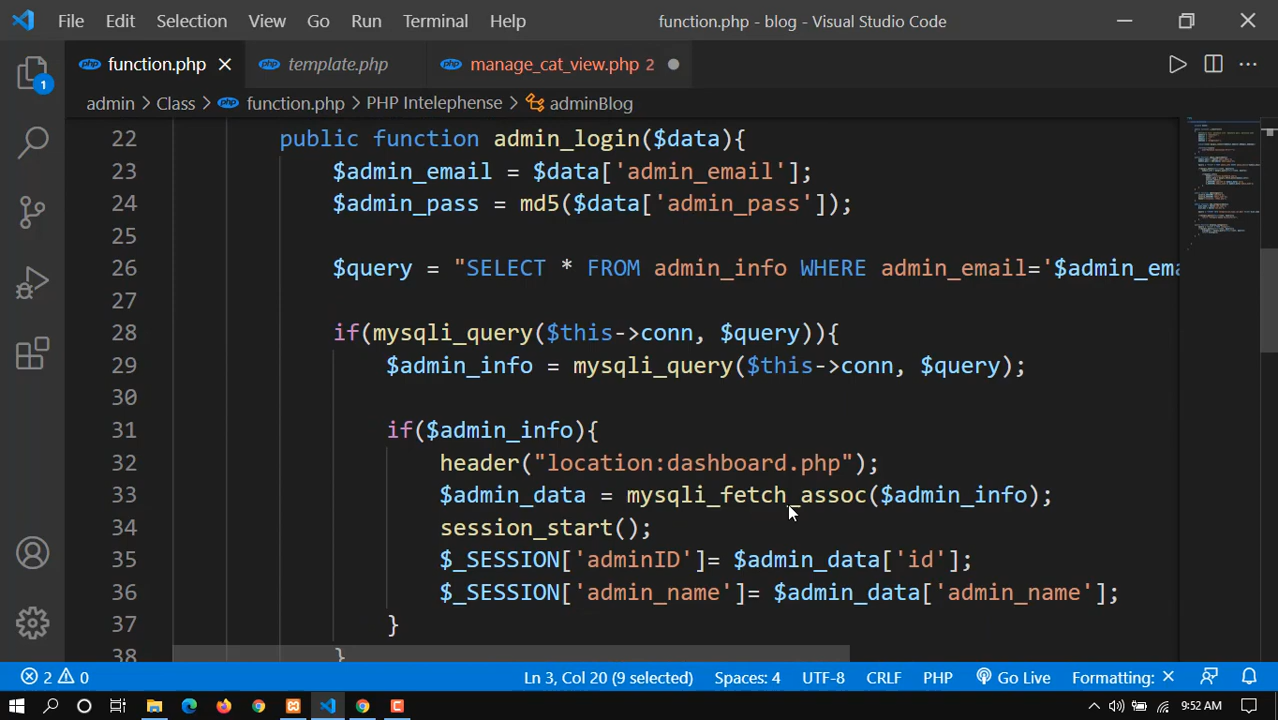 File Edit Selection View Go Run Terminal Help function.php - blog - Visual Studio Code
php function.php php template.php php manage_cat_view.php 2
admin > Class > php function.php > PHP Intelephense > adminBlog
1
22 public function admin_login($data){
23 $admin_email = $data['admin_email'];
24 $admin_pass = md5($data['admin_pass']);
25
26 $query = "SELECT * FROM admin_info WHERE admin_email='$admin_ema
27
28 if(mysqli_query($this->conn, $query)){
29 $admin_info = mysqli_query($this->conn, $query);
30
31 if($admin_info){
32 header("location:dashboard.php");
33 $admin_data = mysqli_fetch_assoc($admin_info);
34 session_start();
35 $_SESSION['adminID']= $admin_data['id'];
36 $_SESSION['admin_name']= $admin_data['admin_name'];
37 }
38 }
2 0 Ln 3, Col 20 (9 selected) Spaces: 4 UTF-8 CRLF PHP Go Live Formatting:
9:52 AM